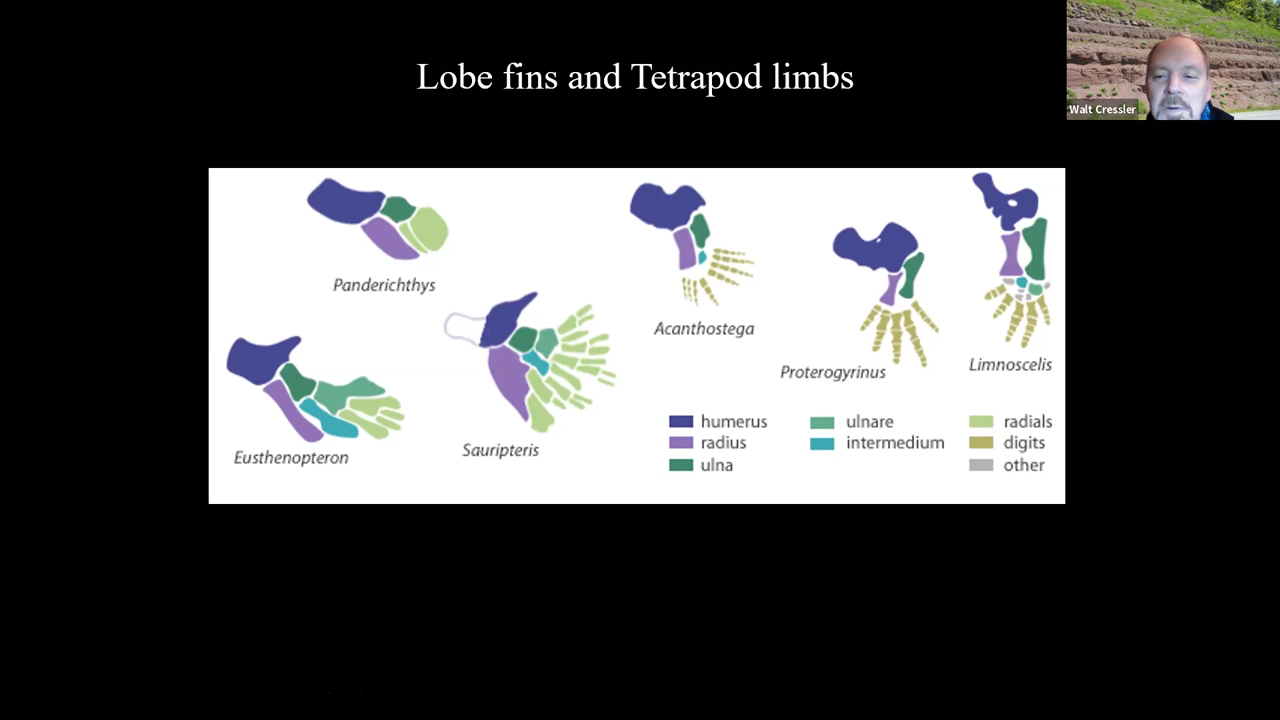 Lobe fins and Tetrapod limbs
Walt Cressler
Panderichthys
Acanthostega
Proterogyrinus
Limnoscelis
Eusthenopteron
Sauripteris
humerus
radius
ulna
ulnare
intermedium
radials
digits
other